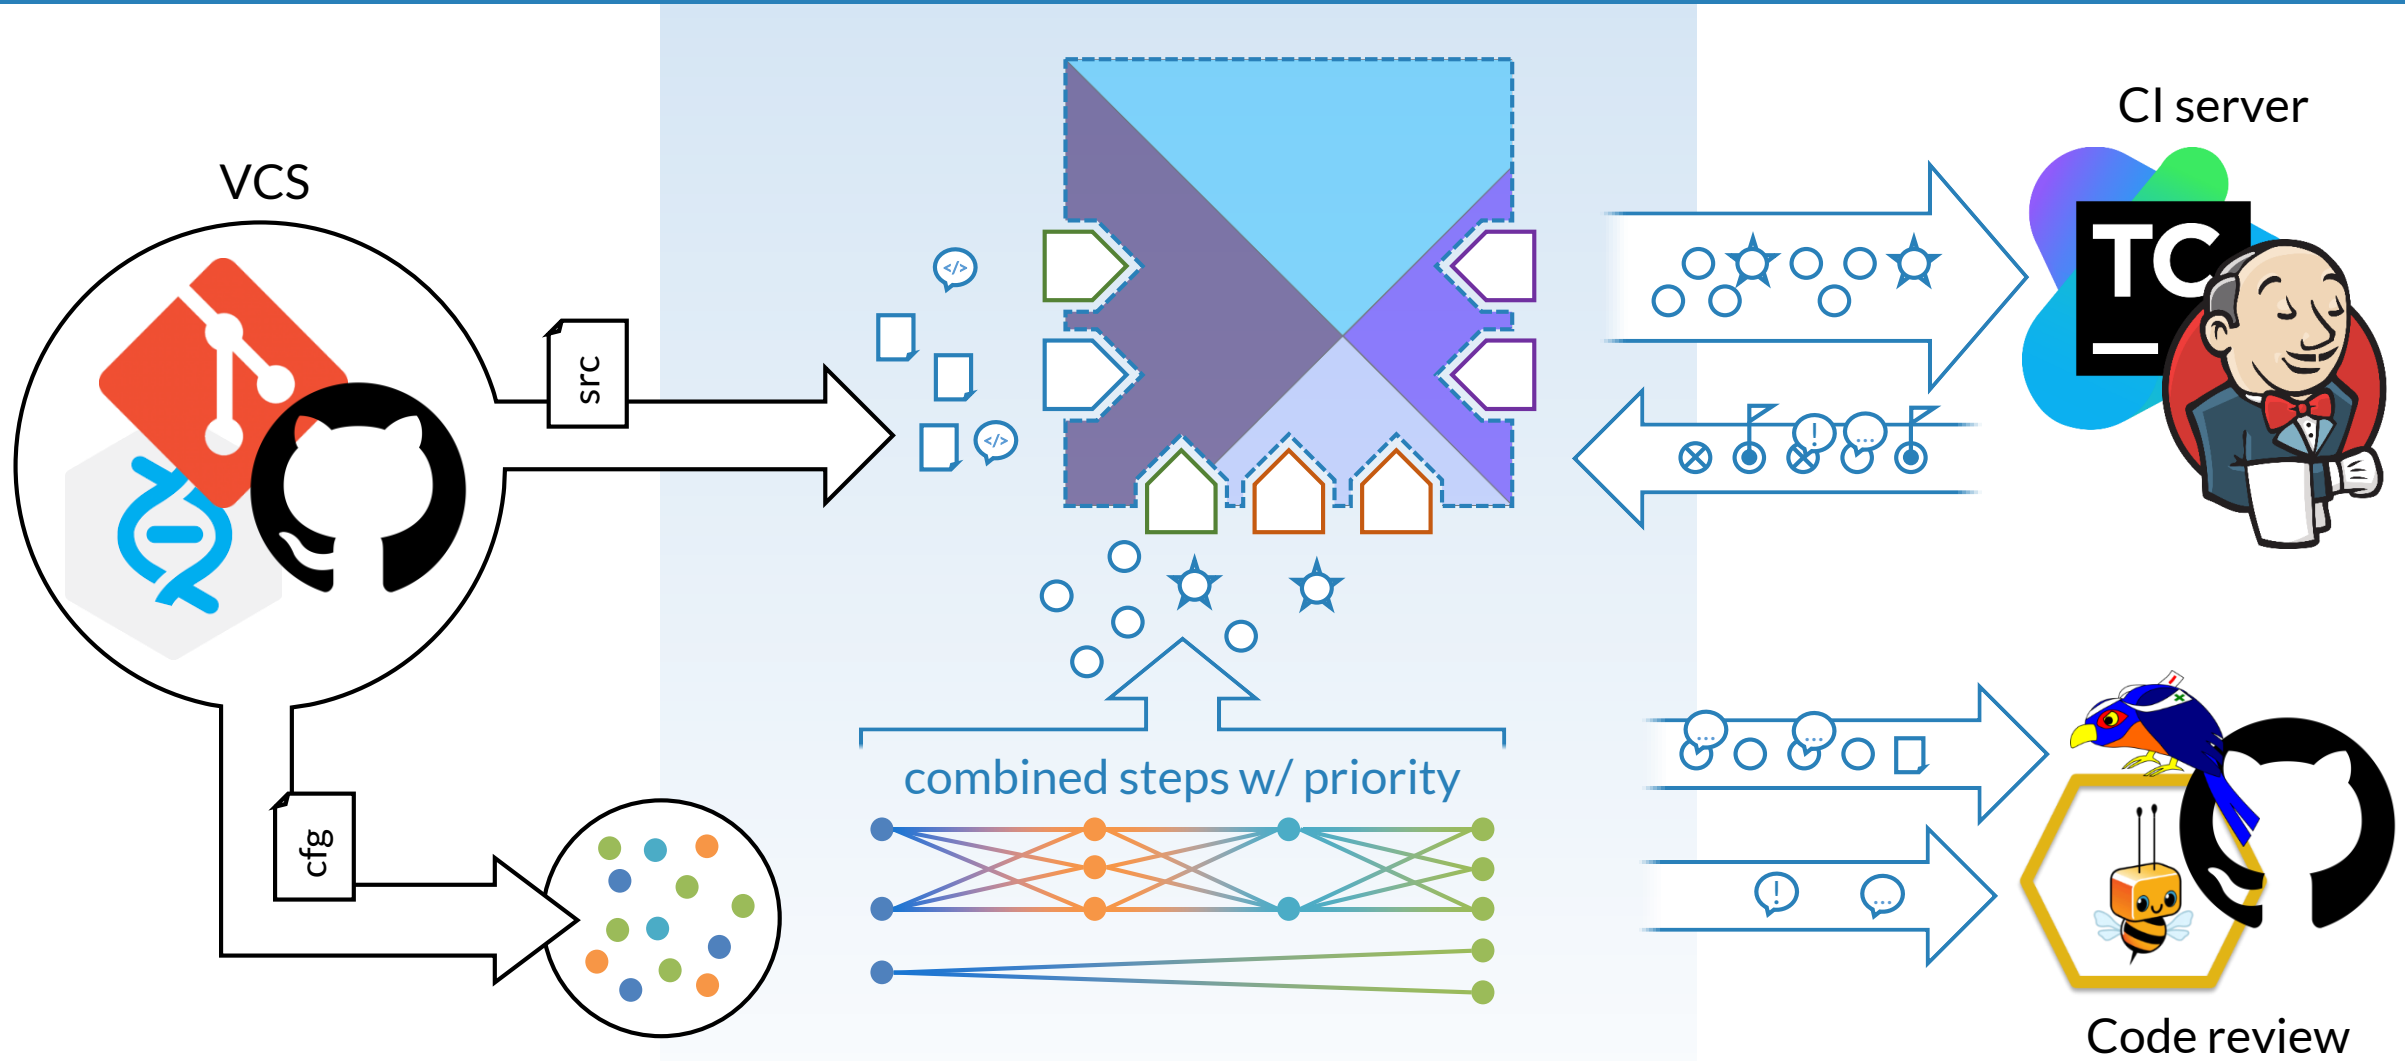 VCS
src
cfg
</>
</>
combined steps w/ priority
CI server
TC
!
...
...
...
!
...
Code review